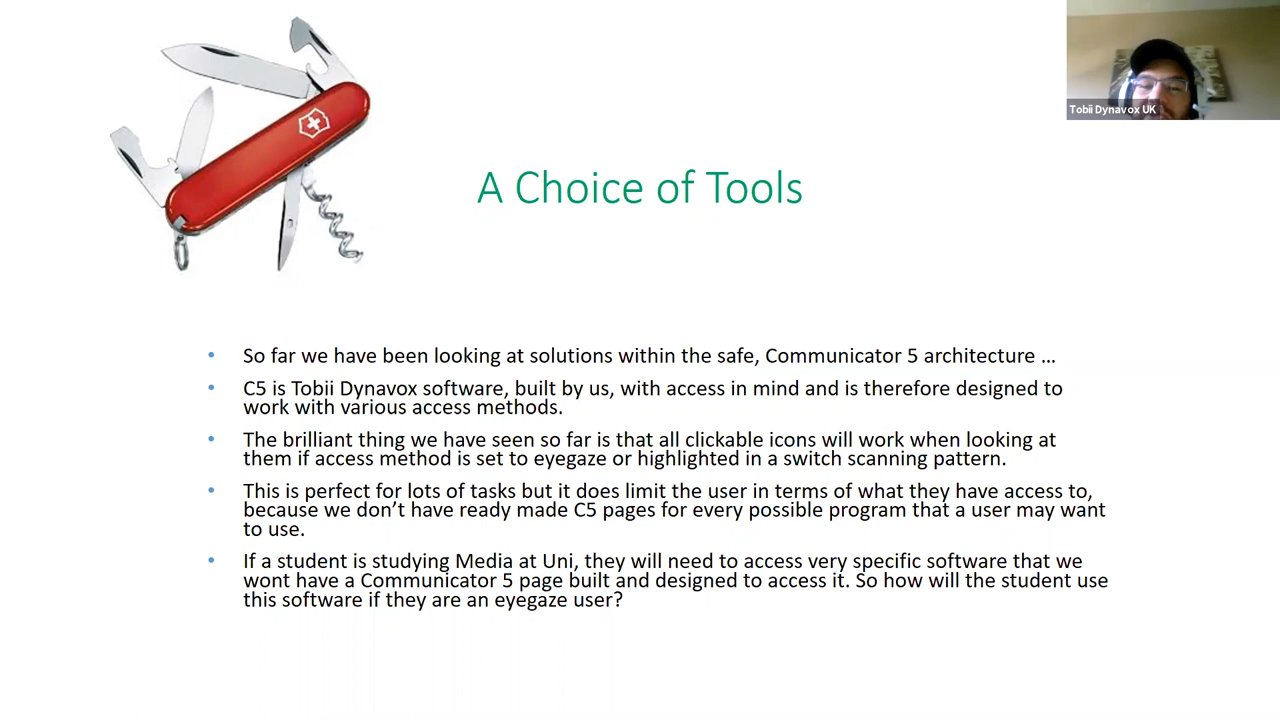 Tobii Dynavox UK
A Choice of Tools
• So far we have been looking at solutions within the safe, Communicator 5 architecture ...
• C5 is Tobii Dynavox software, built by us, with access in mind and is therefore designed to
work with various access methods.
• The brilliant thing we have seen so far is that all clickable icons will work when looking at
them if access method is set to eyegaze or highlighted in a switch scanning pattern.
• This is perfect for lots of tasks but it does limit the user in terms of what they have access to,
because we don’t have ready made C5 pages for every possible program that a user may want
to use.
• If a student is studying Media at Uni, they will need to access very specific software that we
wont have a Communicator 5 page built and designed to access it. So how will the student use
this software if they are an eyegaze user?